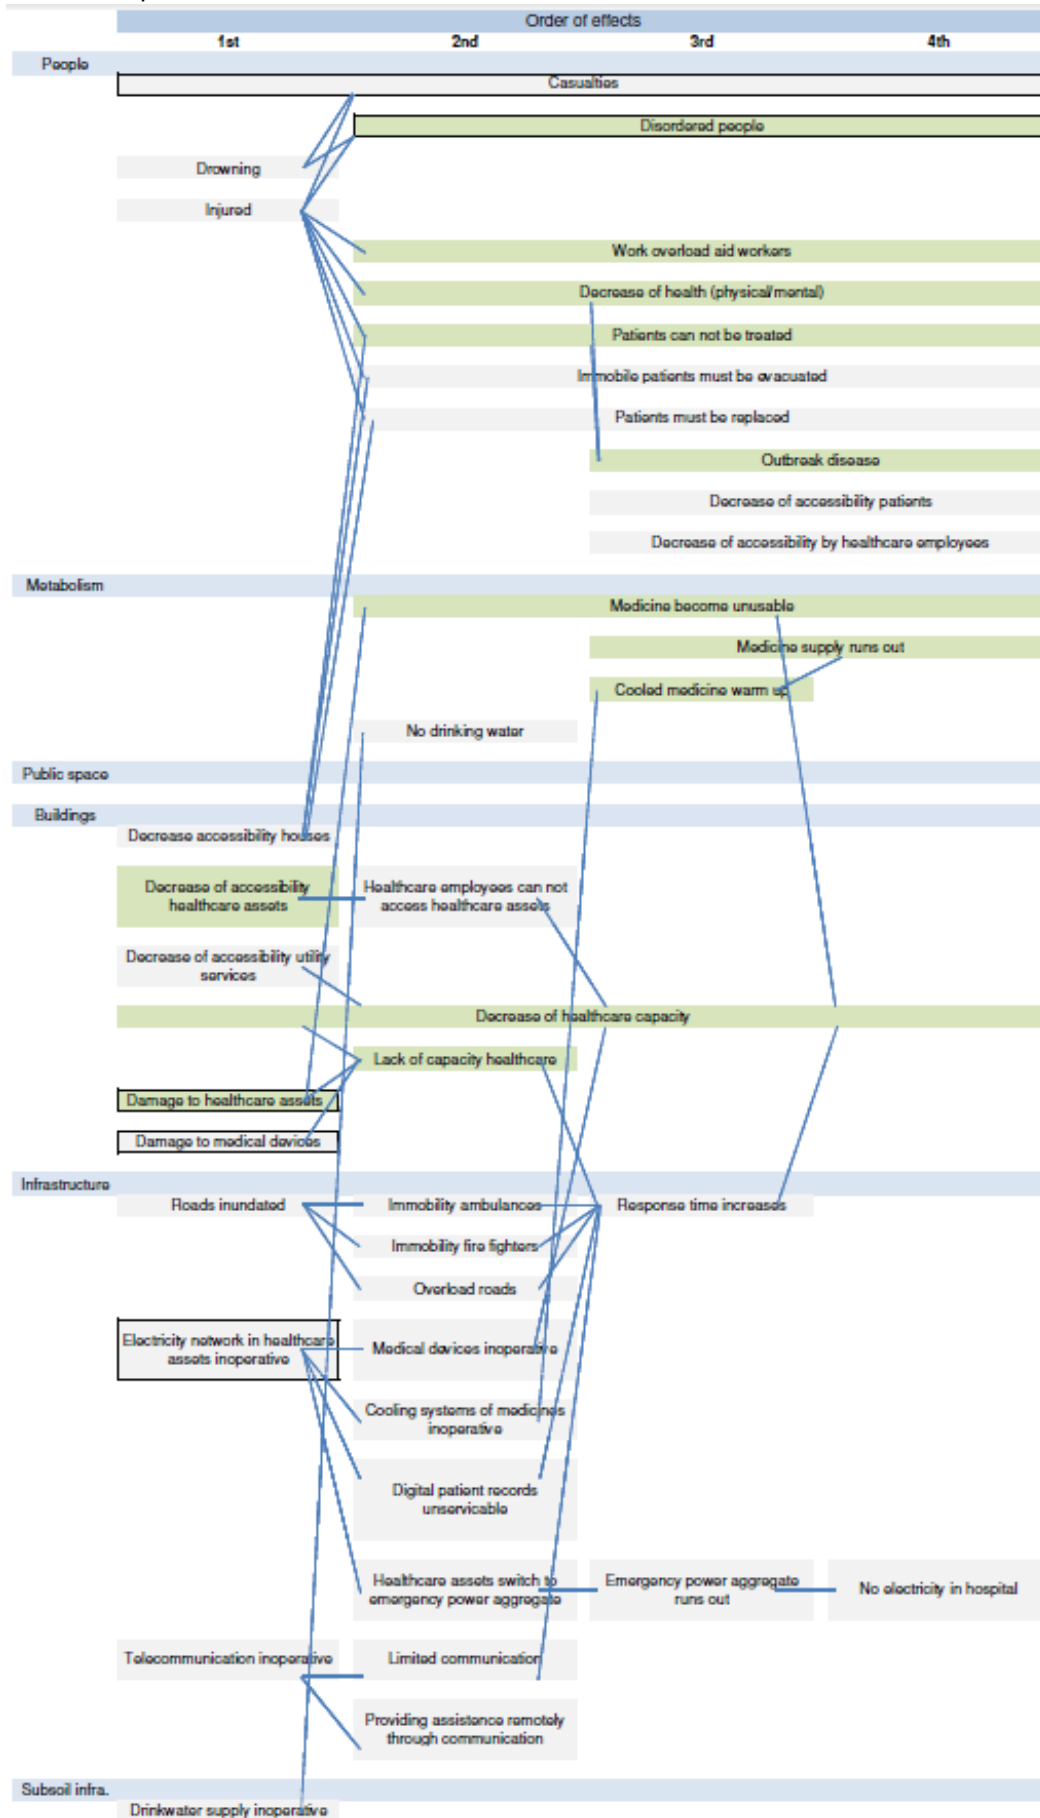 Order of effects
1st 2nd 3rd 4th
People
Casualties
Disordered people
Drowning
Injured
Work overload aid workers
Decrease of health (physical/mental)
Patients can not be treated
Immobile patients must be evacuated
Patients must be replaced
Outbreak disease
Decrease of accessibility patients
Decrease of accessibility by healthcare employees
Metabolism
Medicine become unusable
Medicine supply runs out
Cooled medicine warm up
No drinking water
Public space
Buildings
Decrease accessibility houses
Decrease of accessibility
healthcare assets
Healthcare employees can not
access healthcare assets
Decrease of accessibility utility
services
Decrease of healthcare capacity
Lack of capacity healthcare
Damage to healthcare assets
Damage to medical devices
Infrastructure
Roads inundated
Immobility ambulances
Response time increases
Immobility fire fighters
Overload roads
Electricity network in healthcare
assets inoperative
Medical devices inoperative
Cooling systems of medicines
inoperative
Digital patient records
unservicable
Healthcare assets switch to
emergency power aggregate
Emergency power aggregate
runs out
No electricity in hospital
Telecommunication inoperative
Limited communication
Providing assistence remotely
through communication
Subsoil infra.
Drinkwater supply inoperative